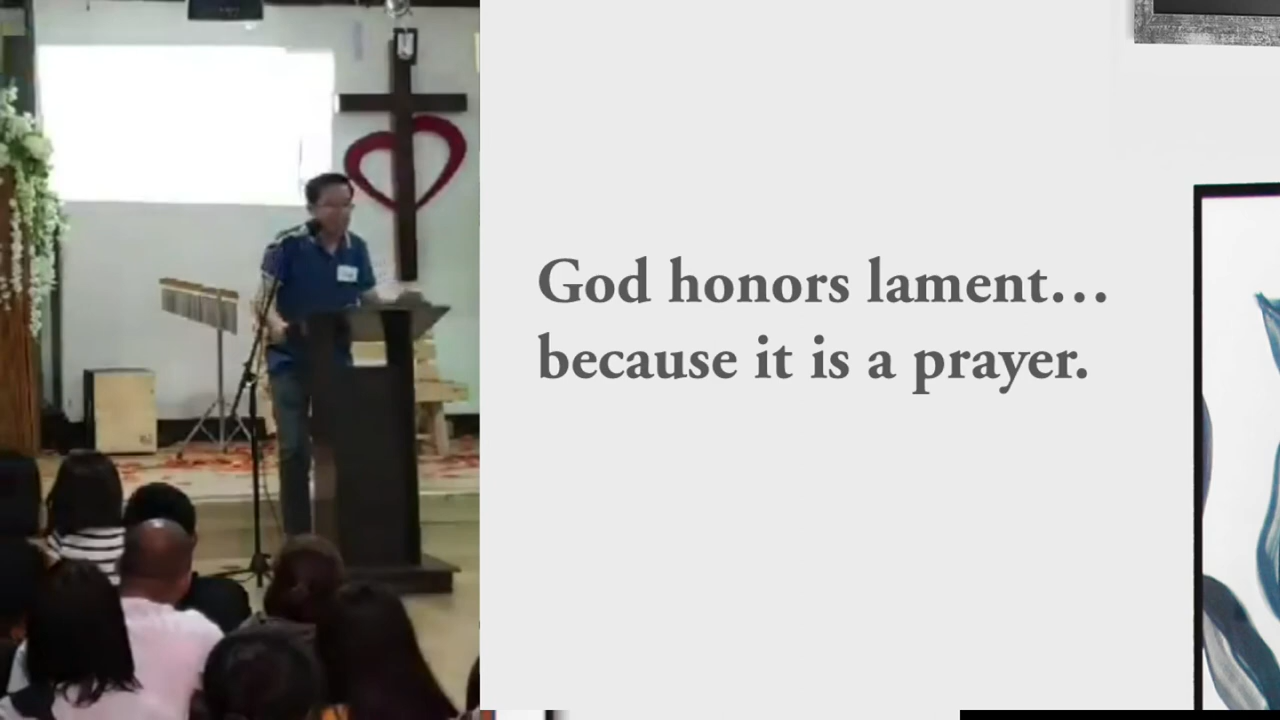 God honors lament…
because it is a prayer.